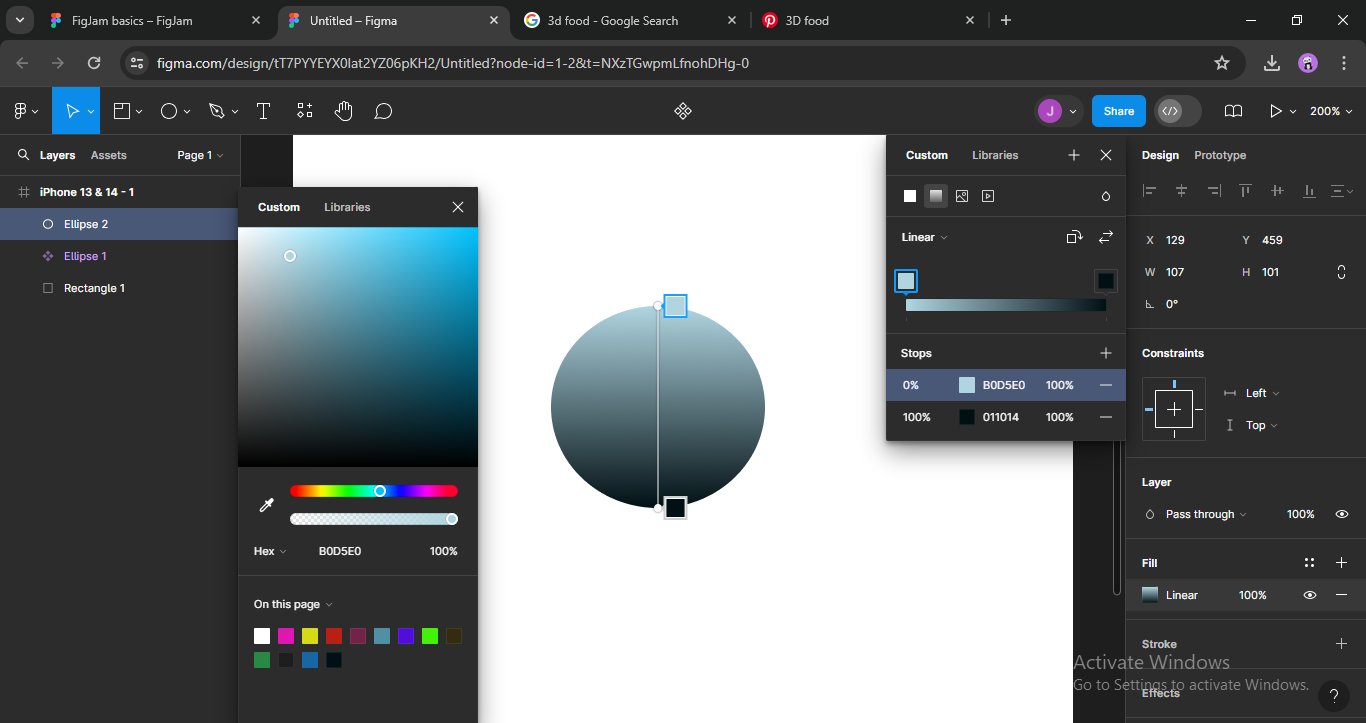 FigJam basics – FigJam
Untitled – Figma
3d food - Google Search
3D food
figma.com/design/tT7PYYEYX0lat2YZ06pKH2/Untitled?node-id=1-2&t=NXzTGwpmLfnohDHg-0
J
Share
200%
Layers
Assets
Page 1
iPhone 13 & 14 - 1
Ellipse 2
Ellipse 1
Rectangle 1
Custom
Libraries
Hex
B0D5E0
100%
On this page
Custom
Libraries
Linear
Stops
0%
B0D5E0
100%
100%
011014
100%
Design
Prototype
X 129
Y 459
W 107
H 101
0°
Constraints
Left
Top
Layer
Pass through
100%
Fill
Linear
100%
Stroke
Effects
Activate Windows
Go to Settings to activate Windows.
?